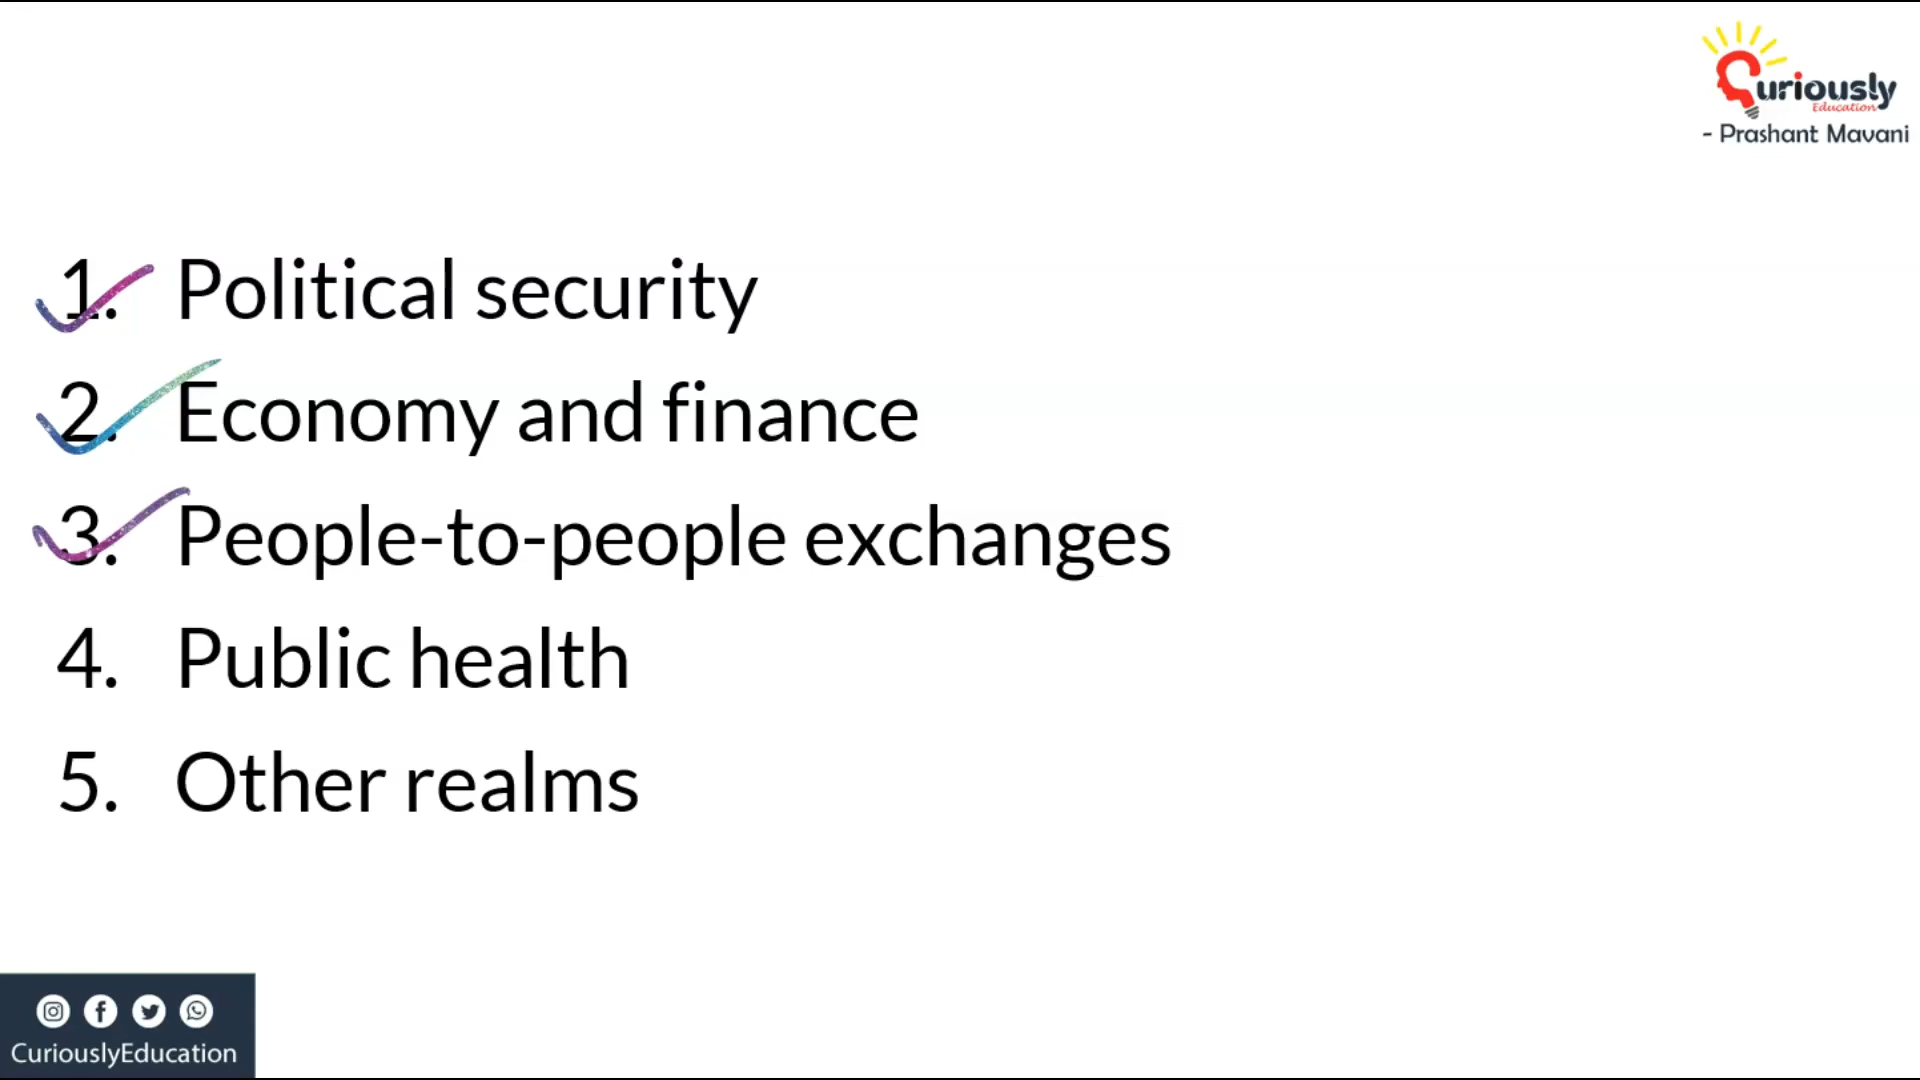 Curiously
Education
- Prashant Mavani
1. Political security
2. Economy and finance
3. People-to-people exchanges
4. Public health
5. Other realms
CuriouslyEducation